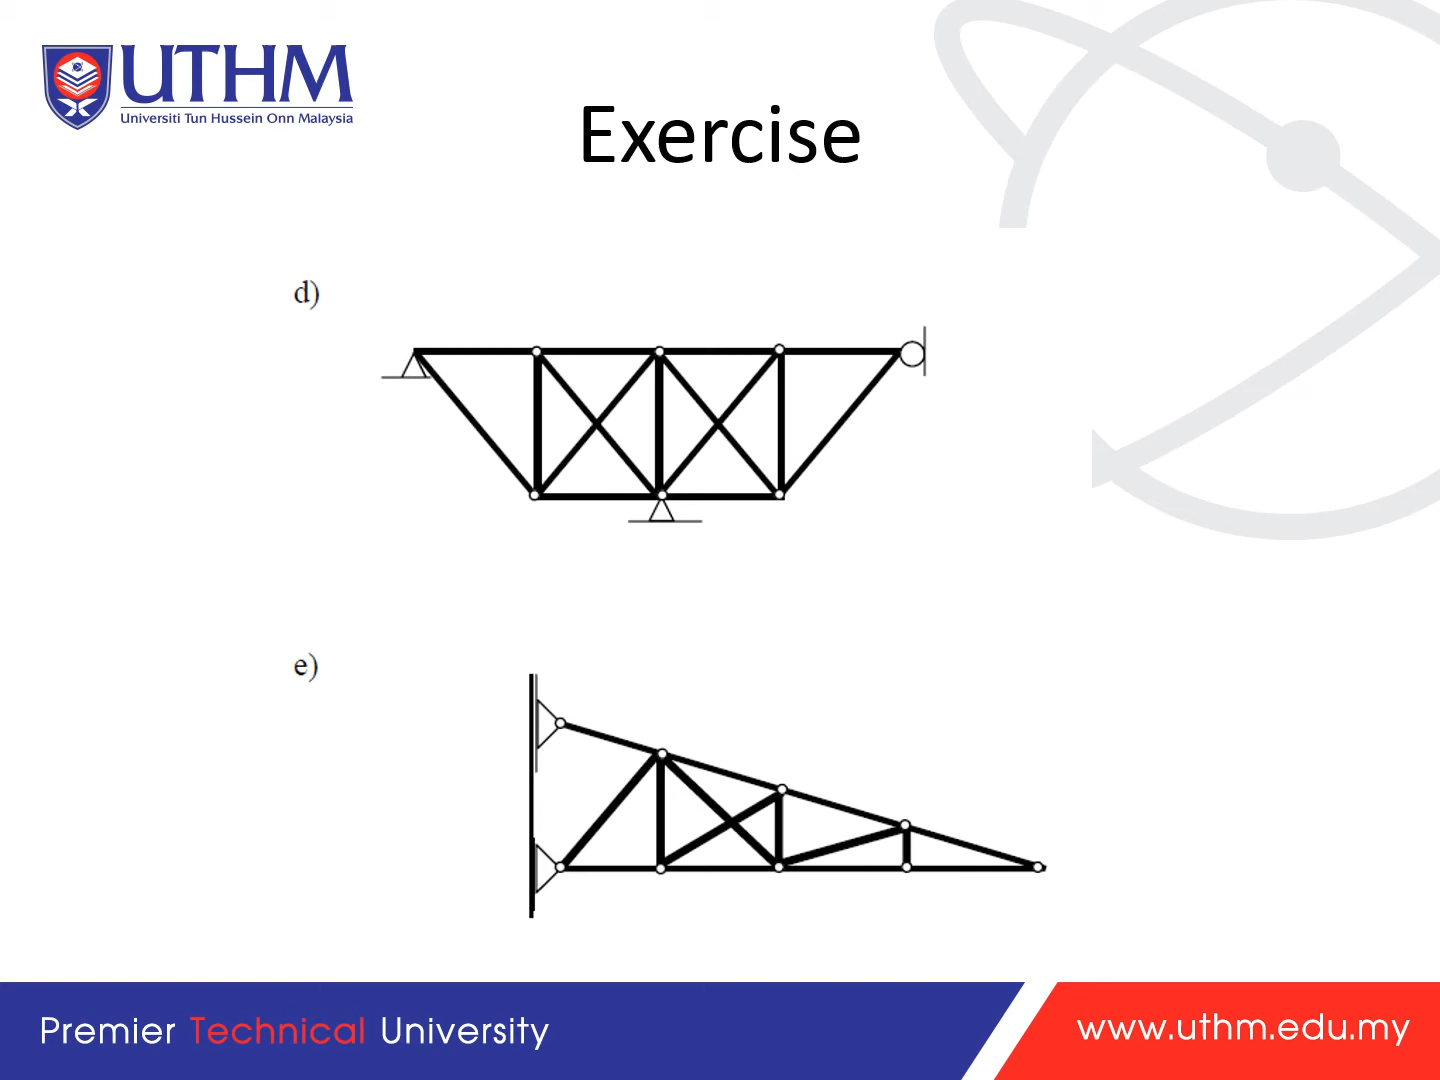 UTHM
Universiti Tun Hussein Onn Malaysia
Exercise
d)
e)
Premier Technical University
www.uthm.edu.my